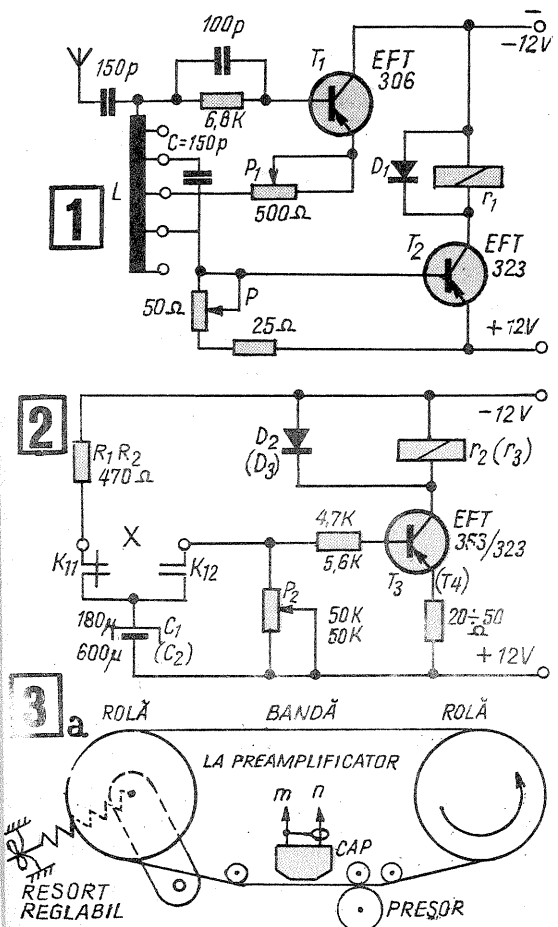 100p
T1
EFT
306
-12V
150p
6,8K
C=150p
P1
500Ω
D1
r1
L
1
T2
EFT
323
50Ω
P
25Ω
+12V
2
-12V
R1 R2
470Ω
D2
(D3)
r2(r3)
K11
X
K12
4,7K
5,6K
EFT
353/323
T3
(T4)
P2
50K
50K
20÷50
Ω
180µ
600µ
C1
(C2)
+12V
3
a
ROLĂ
BANDĂ
ROLĂ
LA PREAMPLIFICATOR
m
n
CAP
RESORT
REGLABIL
PRESOR